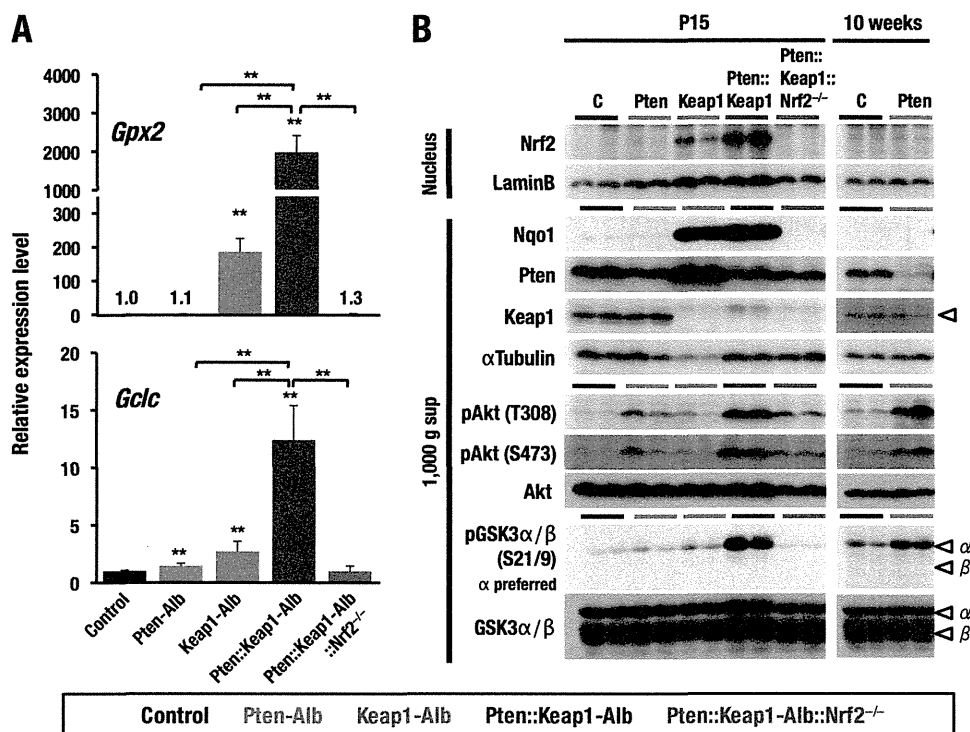 A
Relative expression level
Gpx2
4000
3000
2000
1000
300
200
100
0
**
**
**
**
**
1.0
1.1
1.3
Gclc
20
15
10
5
0
**
**
**
**
**
**
Control
Pten-Alb
Keap1-Alb
Pten::Keap1-Alb
Pten::Keap1-Alb
::Nrf2–/–
B
P15
10 weeks
C
Pten
Keap1
Pten::
Keap1
Pten::
Keap1::
Nrf2–/–
C
Pten
Nucleus
Nrf2
LaminB
1,000 g sup
Nqo1
Pten
Keap1
αTubulin
pAkt (T308)
pAkt (S473)
Akt
pGSK3α/β
(S21/9)
α preferred
α
β
GSK3α/β
α
β
Control Pten-Alb Keap1-Alb Pten::Keap1-Alb Pten::Keap1-Alb::Nrf2–/–